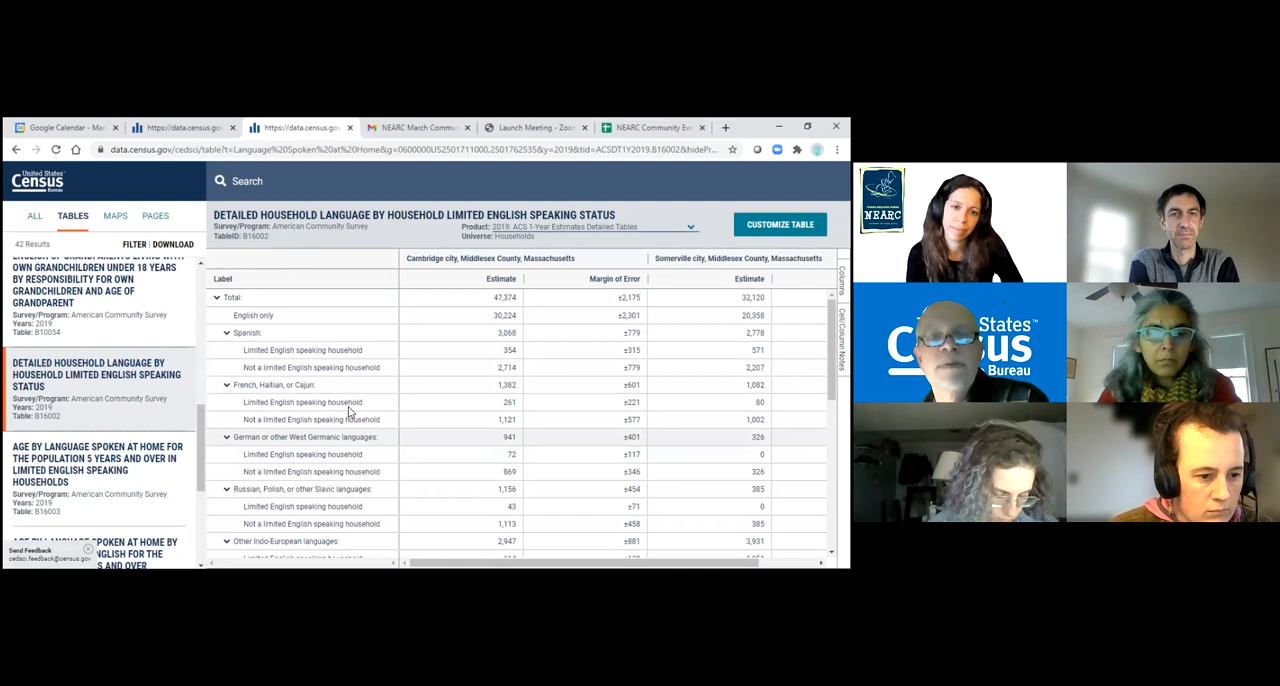 Google Calendar - Mar
https://data.census.gov
https://data.census.gov
NEARC March Commu
Launch Meeting - Zoom
NEARC Community Eve
data.census.gov/cedsci/table?t=Language%20Spoken%20at%20Home&g=0600000US2501711000,2501762535&y=2019&tid=ACSDT1Y2019.B16002&hidePr...
United States
Census
Bureau
Search
ALL
TABLES
MAPS
PAGES
42 Results
FILTER | DOWNLOAD
OWN GRANDCHILDREN UNDER 18 YEARS
BY RESPONSIBILITY FOR OWN
GRANDCHILDREN AND AGE OF
GRANDPARENT
Survey/Program: American Community
Survey
Years: 2019
Table: B10054
DETAILED HOUSEHOLD LANGUAGE BY
HOUSEHOLD LIMITED ENGLISH SPEAKING
STATUS
Survey/Program: American Community
Survey
Years: 2019
Table: B16002
AGE BY LANGUAGE SPOKEN AT HOME FOR
THE POPULATION 5 YEARS AND OVER IN
LIMITED ENGLISH SPEAKING
HOUSEHOLDS
Survey/Program: American Community
Survey
Years: 2019
Table: B16003
POKEN AT HOME BY
NGLISH FOR THE
S AND OVER
Send Feedback
cedsci.feedback@census.gov
DETAILED HOUSEHOLD LANGUAGE BY HOUSEHOLD LIMITED ENGLISH SPEAKING STATUS
Survey/Program: American Community Survey
TableID: B16002
Product: 2019: ACS 1-Year Estimates Detailed Tables
Universe: Households
CUSTOMIZE TABLE
Cambridge city, Middlesex County, Massachusetts
Somerville city, Middlesex County, Massachusetts
Label Estimate Margin of Error Estimate
Total: 47,374 ±2,175 32,120
English only 30,224 ±2,301 20,358
Spanish: 3,068 ±779 2,778
Limited English speaking household 354 ±315 571
Not a limited English speaking household 2,714 ±779 2,207
French, Haitian, or Cajun: 1,382 ±601 1,082
Limited English speaking household 261 ±221 80
Not a limited English speaking household 1,121 ±577 1,002
German or other West Germanic languages: 941 ±401 326
Limited English speaking household 72 ±117 0
Not a limited English speaking household 869 ±346 326
Russian, Polish, or other Slavic languages: 1,156 ±454 385
Limited English speaking household 43 ±71 0
Not a limited English speaking household 1,113 ±458 385
Other Indo-European languages: 2,947 ±881 3,931
Columns
Cell/Column Notes
NEARC
States
C us
Bureau